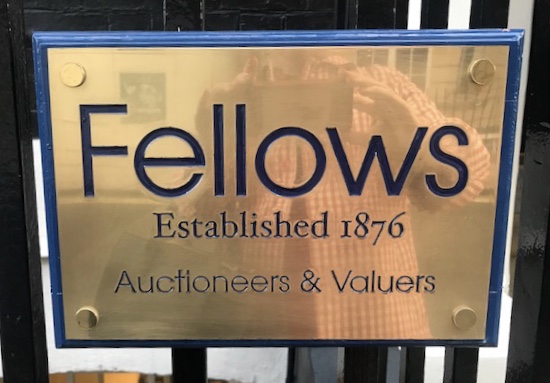 Fellows
Established 1876
Auctioneers & Valuers